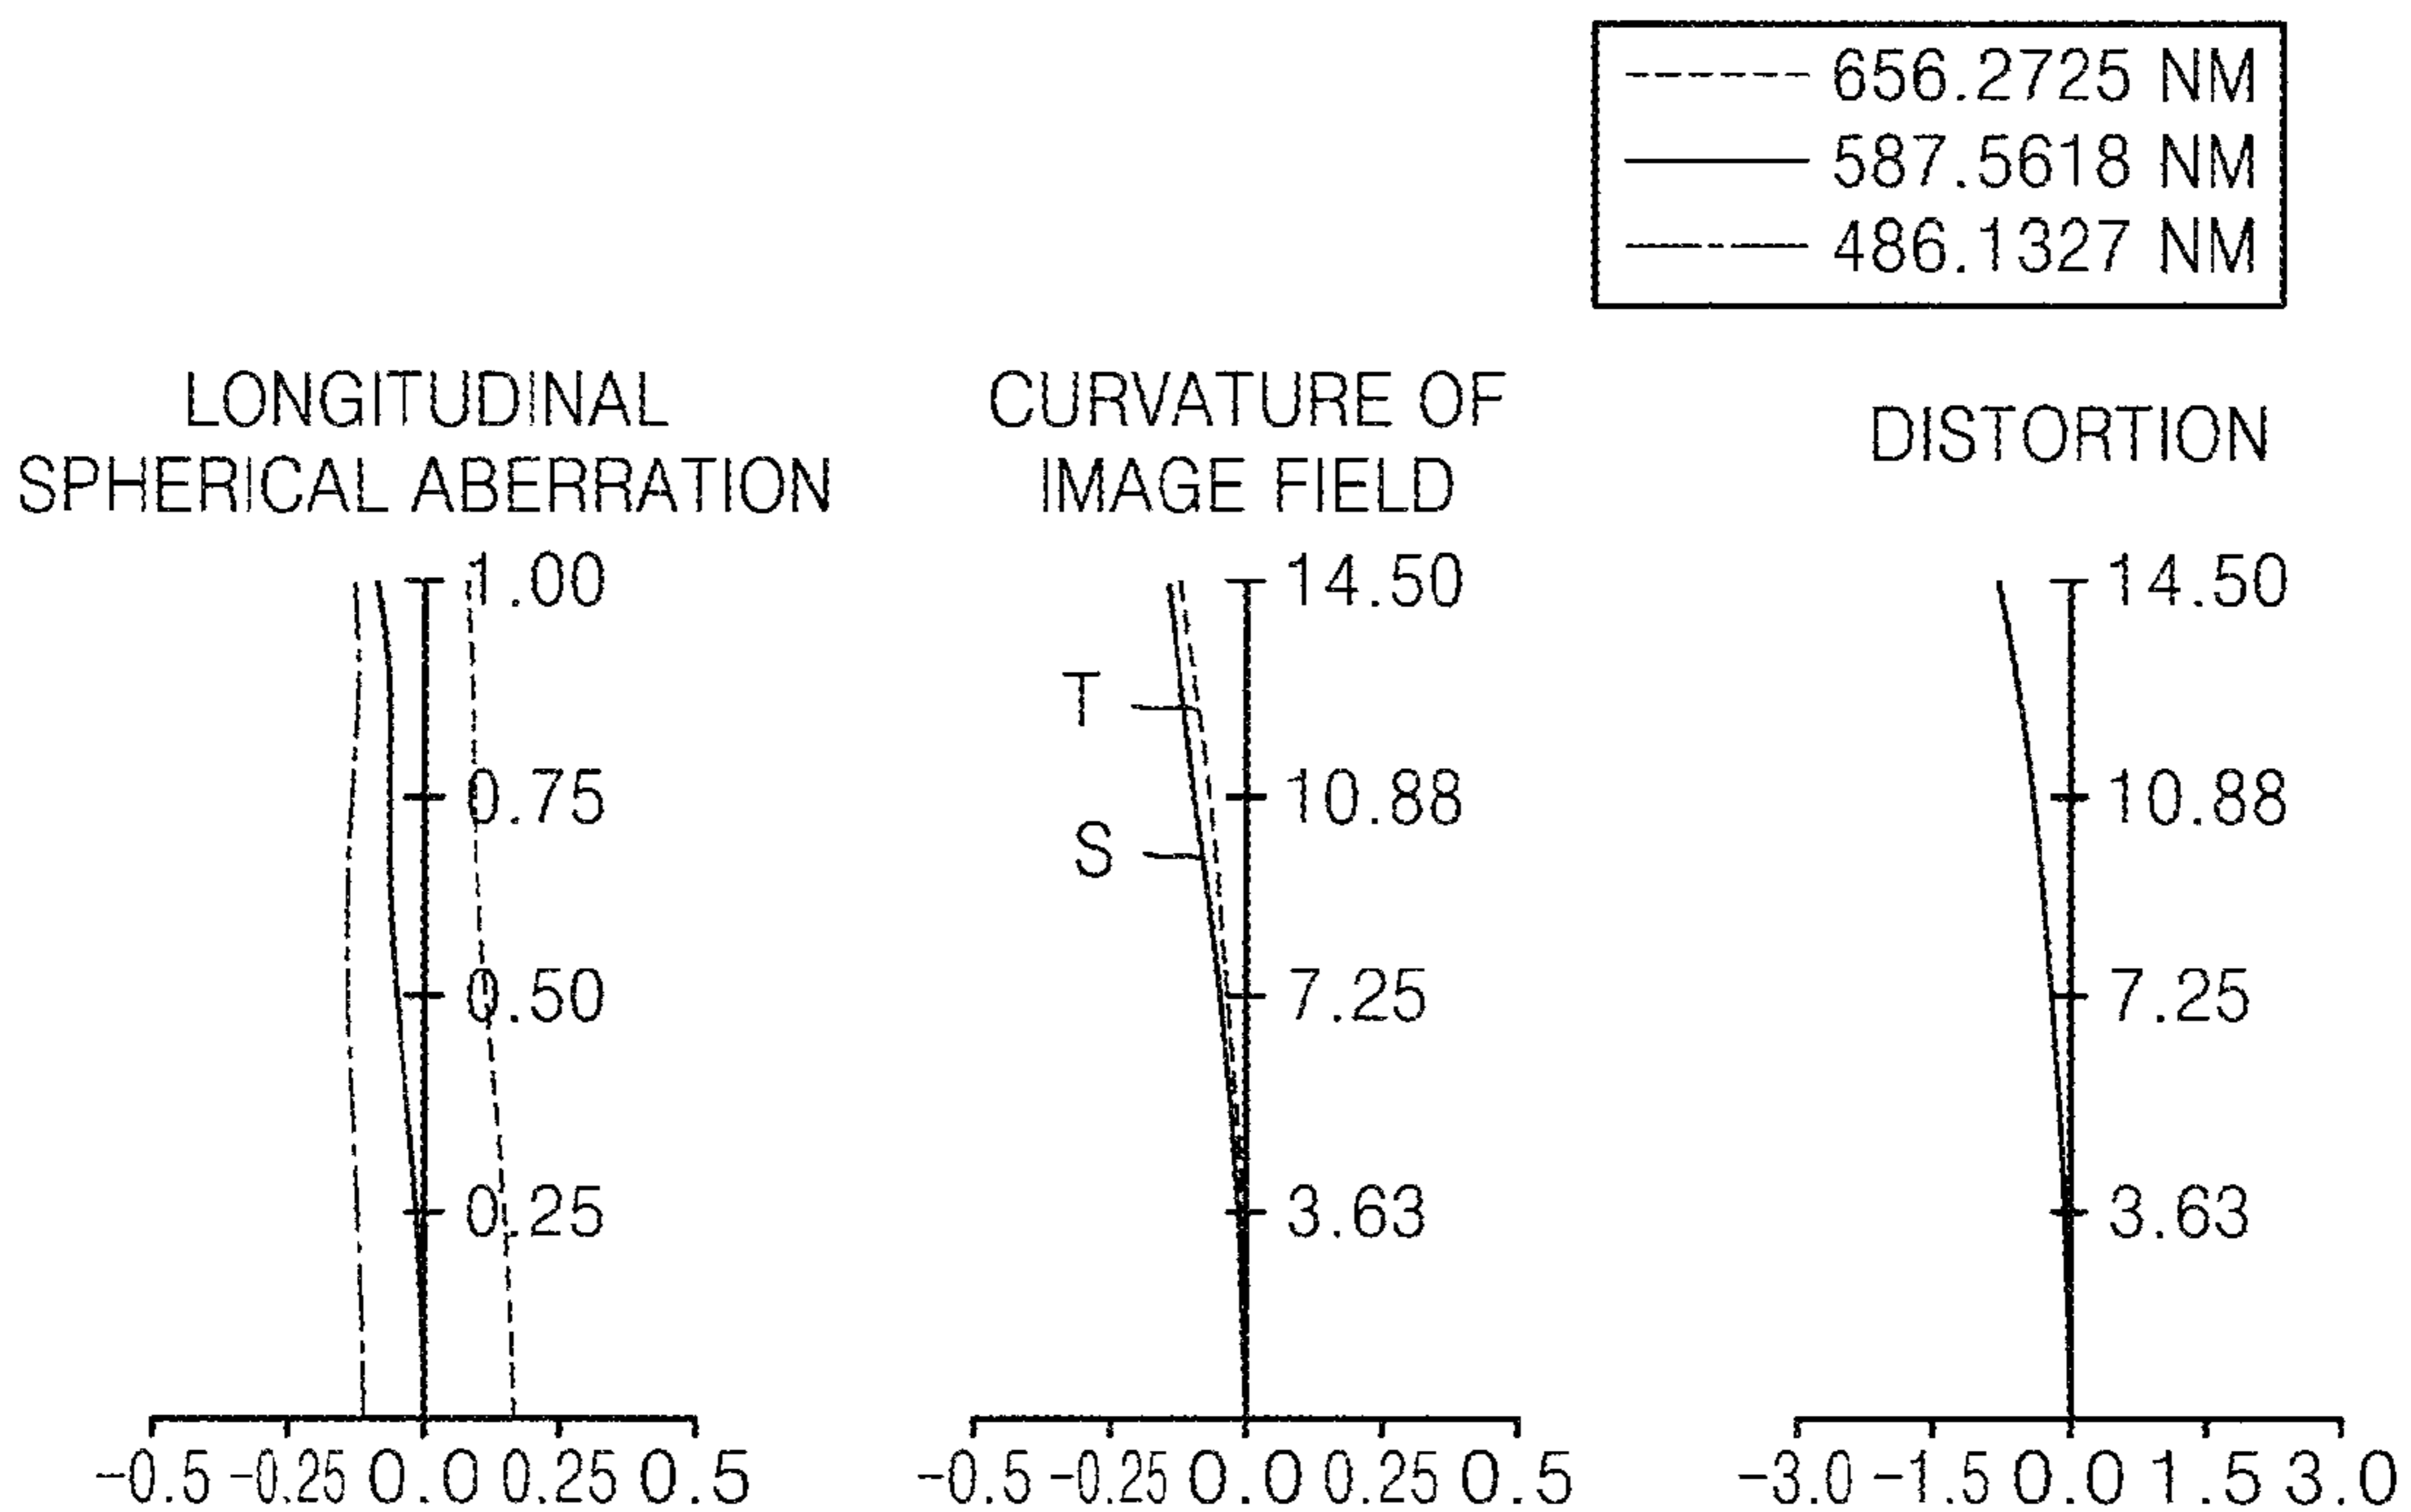 656.2725 NM
587.5618 NM
486.1327 NM
LONGITUDINAL
SPHERICAL ABERRATION
1.00
0.75
0.50
0.25
-0.5 -0.25 0.0 0.25 0.5
CURVATURE OF
IMAGE FIELD
14.50
T
10.88
S
7.25
3.63
-0.5 -0.25 0.0 0.25 0.5
DISTORTION
14.50
10.88
7.25
3.63
-3.0 -1.5 0.0 1.5 3.0